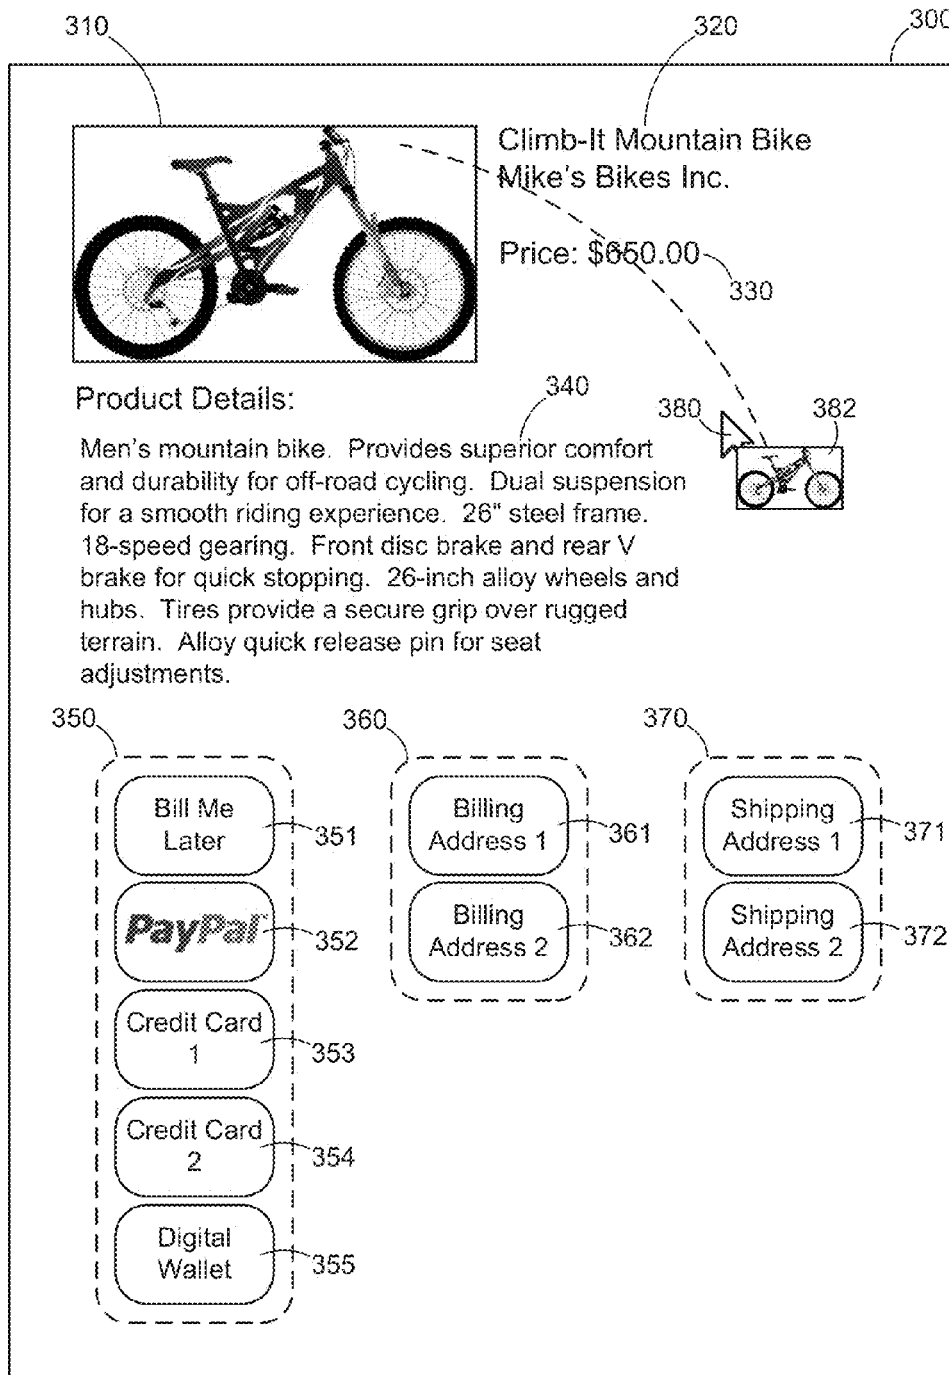 310
320
300
Climb-It Mountain Bike
Mike's Bikes Inc.
Price: $650.00
330
Product Details:
340
380
382
Men's mountain bike. Provides superior comfort
and durability for off-road cycling. Dual suspension
for a smooth riding experience. 26" steel frame.
18-speed gearing. Front disc brake and rear V
brake for quick stopping. 26-inch alloy wheels and
hubs. Tires provide a secure grip over rugged
terrain. Alloy quick release pin for seat
adjustments.
350
360
370
Bill Me
Later
351
Billing
Address 1
361
Shipping
Address 1
371
PayPal
352
Billing
Address 2
362
Shipping
Address 2
372
Credit Card
1
353
Credit Card
2
354
Digital
Wallet
355